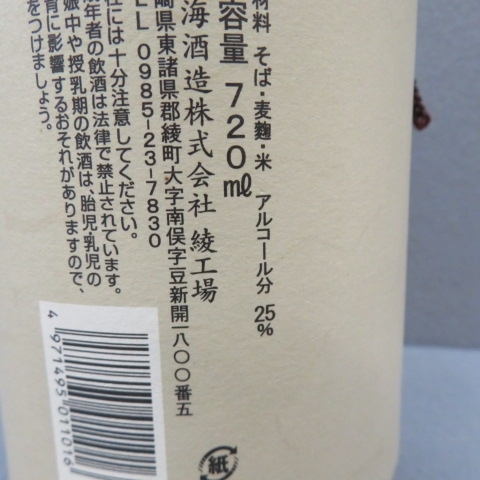 材料 そば・麦麹・米 アルコール分 25%
容量 720㎖
海酒造株式会社 綾工場
崎県東諸県郡綾町大字南俣字豆新開一八〇〇番五
EL 0985-23-7830
には十分注意してください。
成年者の飲酒は法律で禁止されています。
娠中や授乳期の飲酒は、胎児・乳児の
育に影響するおそれがありますので、
をつけましょう。
4 971495 011016
紙